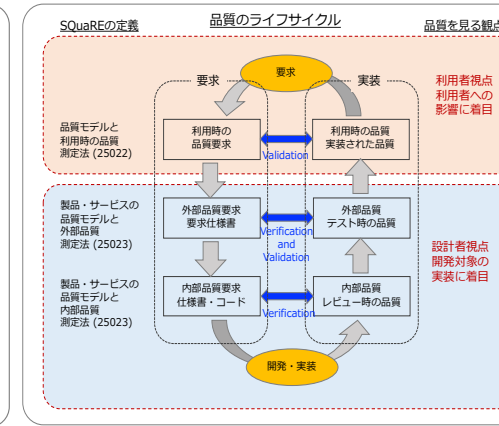 SQuaREの定義
品質のライフサイクル
品質を見る観点
要求
要求
実装
利用者視点
利用者への
影響に着目
品質モデルと
利用時の品質
測定法 (25022)
利用時の
品質要求
Validation
利用時の品質
実装された品質
製品・サービスの
品質モデルと
外部品質
測定法 (25023)
外部品質要求
要求仕様書
Verification
and
Validation
外部品質
テスト時の品質
設計者視点
開発対象の
実装に着目
製品・サービスの
品質モデルと
内部品質
測定法 (25023)
内部品質要求
仕様書・コード
Verification
内部品質
レビュー時の品質
開発・実装